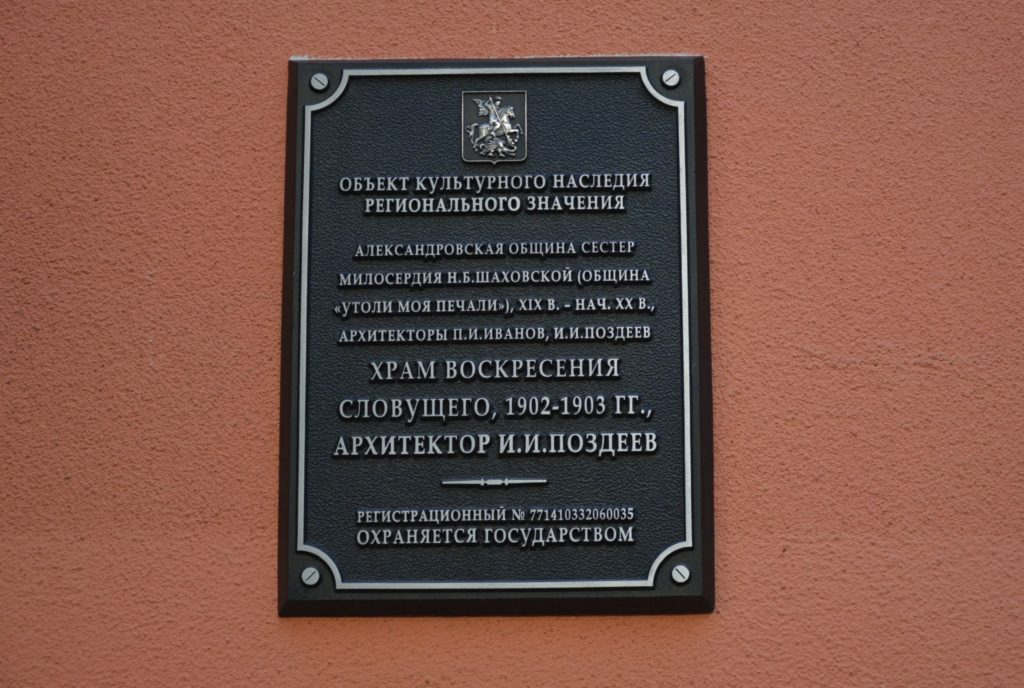 ОБЪЕКТ КУЛЬТУРНОГО НАСЛЕДИЯ
РЕГИОНАЛЬНОГО ЗНАЧЕНИЯ
АЛЕКСАНДРОВСКАЯ ОБЩИНА СЕСТЕР
МИЛОСЕРДИЯ Н.Б.ШАХОВСКОЙ (ОБЩИНА
«УТОЛИ МОЯ ПЕЧАЛИ»), XIX В. - НАЧ. XX В.,
АРХИТЕКТОРЫ П.И.ИВАНОВ, И.И.ПОЗДЕЕВ
ХРАМ ВОСКРЕСЕНИЯ
СЛОВУЩЕГО, 1902-1903 ГГ.,
АРХИТЕКТОР И.И.ПОЗДЕЕВ
РЕГИСТРАЦИОННЫЙ № 771410332060035
ОХРАНЯЕТСЯ ГОСУДАРСТВОМ